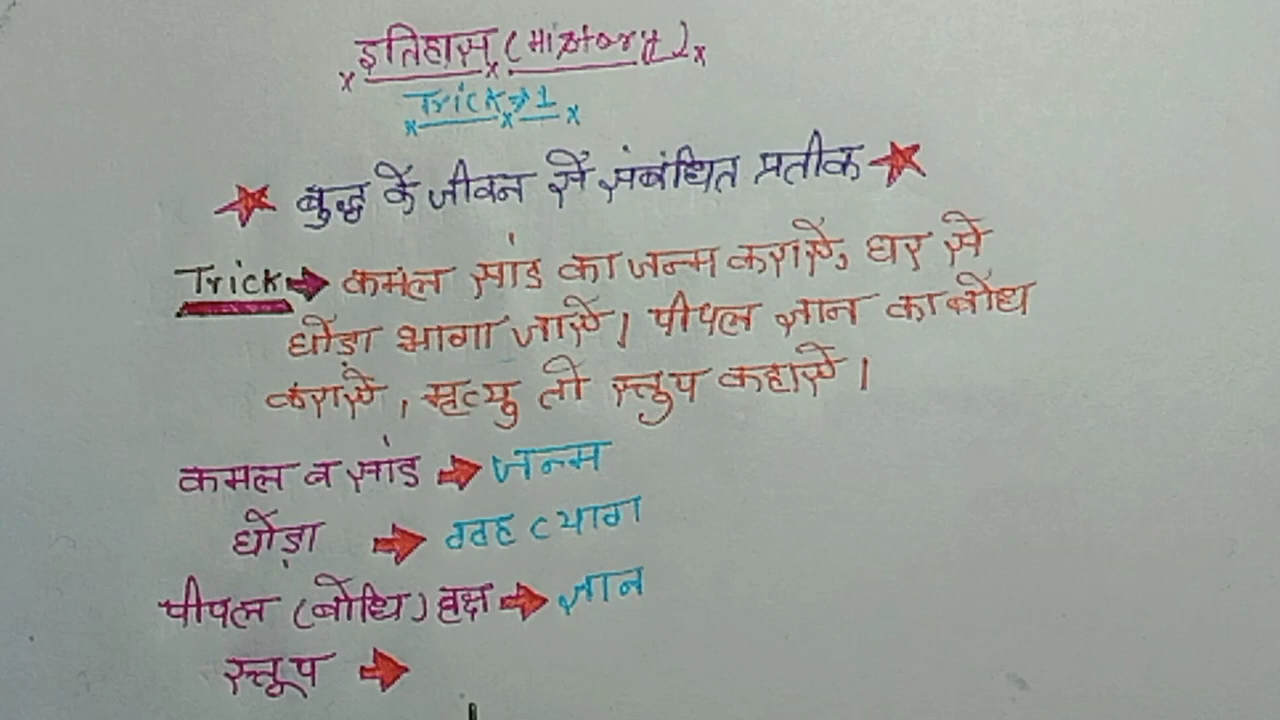 इतिहास (History)
Trick → 1
★ बुद्ध कें जीवन सें संबंधित प्रतीक ★
Trick → कमल सांड का जन्म करायें, घर से
घोंड़ा भागा जायें। पीपल ज्ञान का बोंध
करायें, मृत्यु तो स्तुप कहायें।
कमल व सांड → जन्म
घोंड़ा → गृह त्याग
पीपल (बोंधि) वृक्ष → ज्ञान
स्तूप →